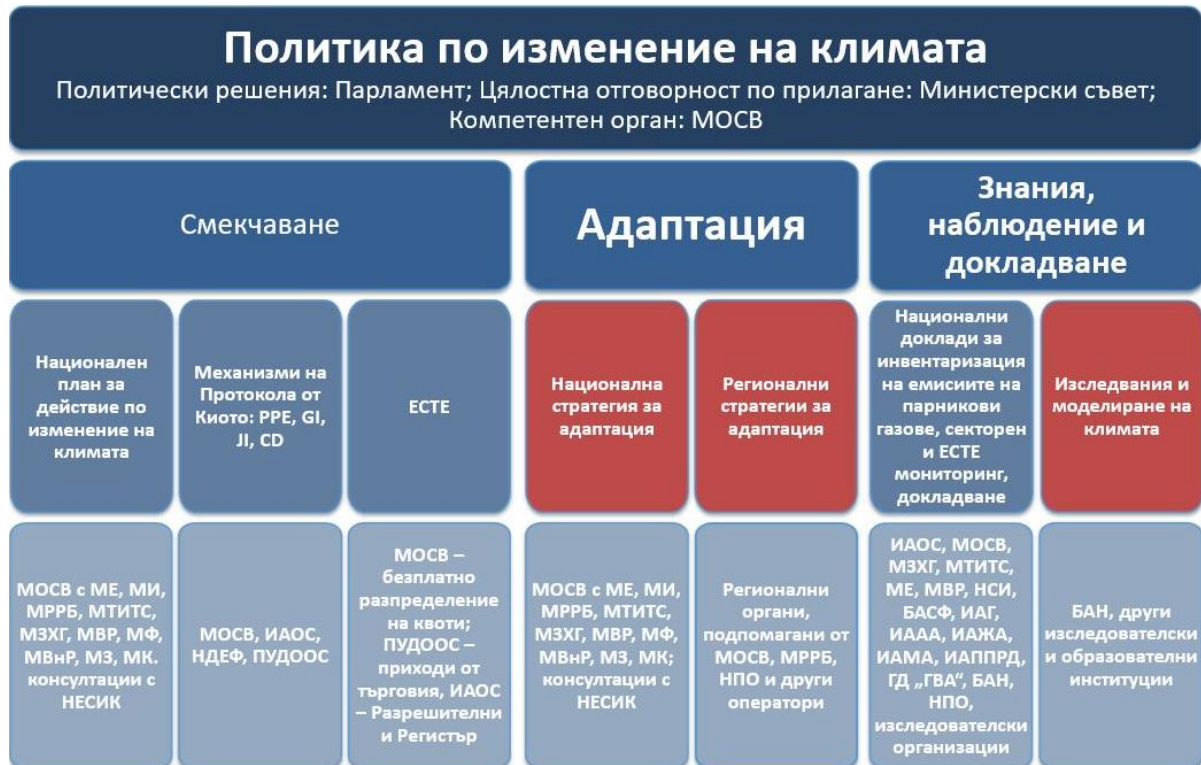 Политика по изменение на климата
Политически решения: Парламент; Цялостна отговорност по прилагане: Министерски съвет;
Компетентен орган: МОСВ
Смекчаване
Адаптация
Знания,
наблюдение и
докладване
Национален
план за
действие по
изменение на
климата
Механизми на
Протокола от
Киото: PPE, GI,
JI, CD
ЕСТЕ
Национална
стратегия за
адаптация
Регионални
стратегии за
адаптация
Национални
доклади за
инвентаризация
на емисиите на
парникови
газове, секторен
и ЕСТЕ
мониторинг,
докладване
Изследвания и
моделиране на
климата
МОСВ с МЕ, МИ,
МРРБ, МТИТС,
МЗХГ, МВР, МФ,
МВнР, МЗ, МК.
консултации с
НЕСИК
МОСВ, ИАОС,
НДЕФ, ПУДООС
МОСВ –
безплатно
разпределение
на квоти;
ПУДООС –
приходи от
търговия, ИАОС
– Разрешителни
и Регистър
МОСВ с МЕ, МИ,
МРРБ, МТИТС,
МЗХГ, МВР, МФ,
МВнР, МЗ, МК;
консултации с
НЕСИК
Регионални
органи,
подпомагани от
МОСВ, МРРБ,
НПО и други
оператори
ИАОС, МОСВ,
МЗХГ, МТИТС,
МЕ, МВР, НСИ,
БАСФ, ИАГ,
ИААА, ИАЖА,
ИАМА, ИАППРД,
ГД „ГВА“, БАН,
НПО,
изследователски
организации
БАН, други
изследователски
и образователни
институции